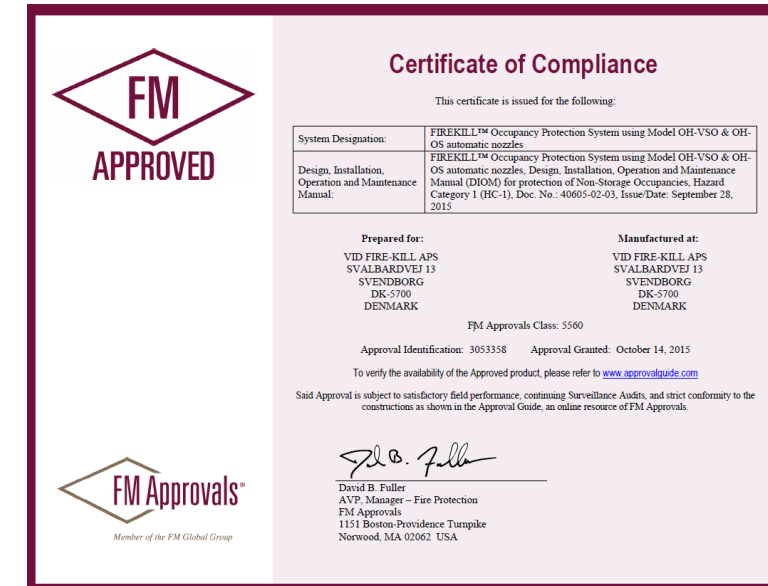 FM
APPROVED
Certificate of Compliance
This certificate is issued for the following:
System Designation:
FIREKILL™ Occupancy Protection System using Model OH-VSO & OH-
OS automatic nozzles
Design, Installation,
Operation and Maintenance
Manual:
FIREKILL™ Occupancy Protection System using Model OH-VSO & OH-
OS automatic nozzles, Design, Installation, Operation and Maintenance
Manual (DIOM) for protection of Non-Storage Occupancies, Hazard
Category 1 (HC-1), Doc. No.: 40605-02-03, Issue/Date: September 28,
2015
Prepared for:
VID FIRE-KILL APS
SVALBARDVEJ 13
SVENDBORG
DK-5700
DENMARK
Manufactured at:
VID FIRE-KILL APS
SVALBARDVEJ 13
SVENDBORG
DK-5700
DENMARK
FM Approvals Class: 5560
Approval Identification: 3053358 Approval Granted: October 14, 2015
To verify the availability of the Approved product, please refer to www.approvalguide.com
Said Approval is subject to satisfactory field performance, continuing Surveillance Audits, and strict conformity to the
constructions as shown in the Approval Guide, an online resource of FM Approvals.
David B. Fuller
David B. Fuller
AVP, Manager – Fire Protection
FM Approvals
1151 Boston-Providence Turnpike
Norwood, MA 02062 USA
FM Approvals®
Member of the FM Global Group